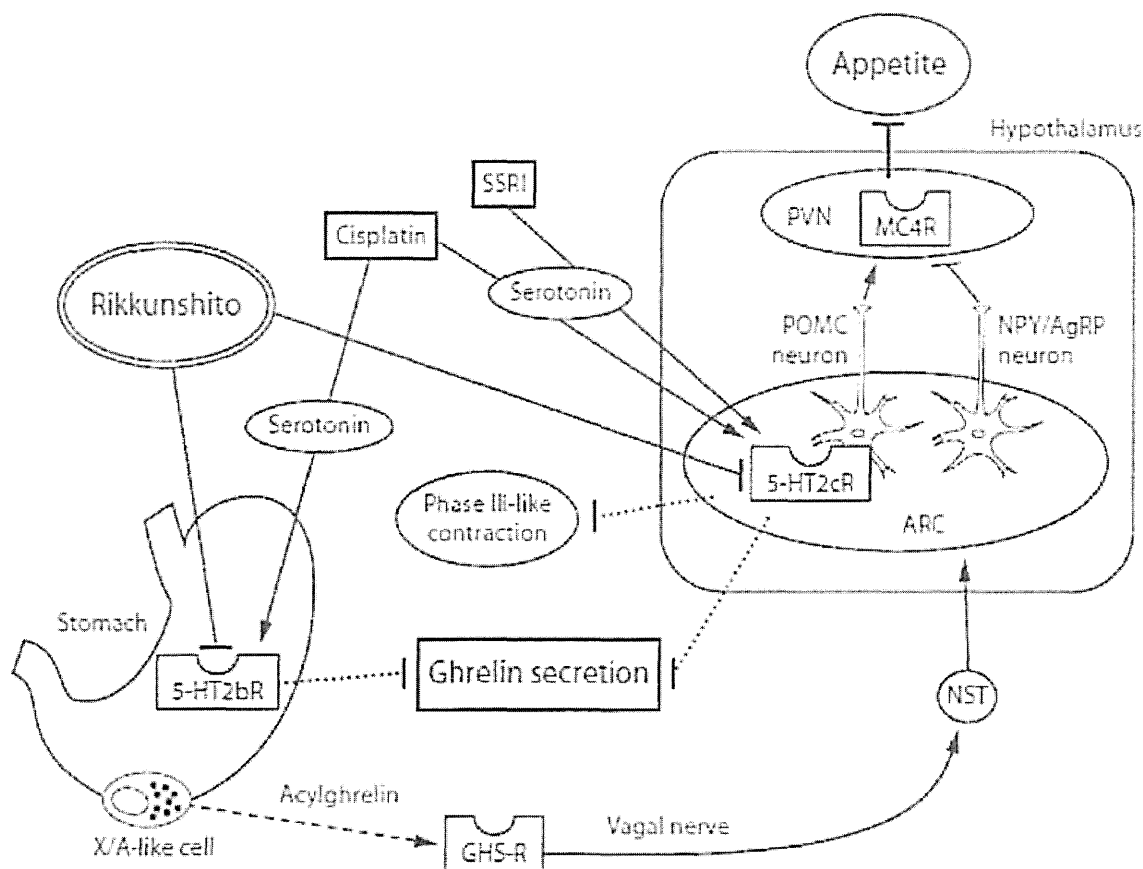 Appetite
Hypothalamus
SSRI
PVN
MC4R
Cisplatin
Rikkunshito
Serotonin
POMC
neuron
NPY/AgRP
neuron
Serotonin
5-HT2cR
Phase III-like
contraction
ARC
Stomach
5-HT2bR
Ghrelin secretion
NST
Acylghrelin
Vagal nerve
X/A-like cell
GHS-R